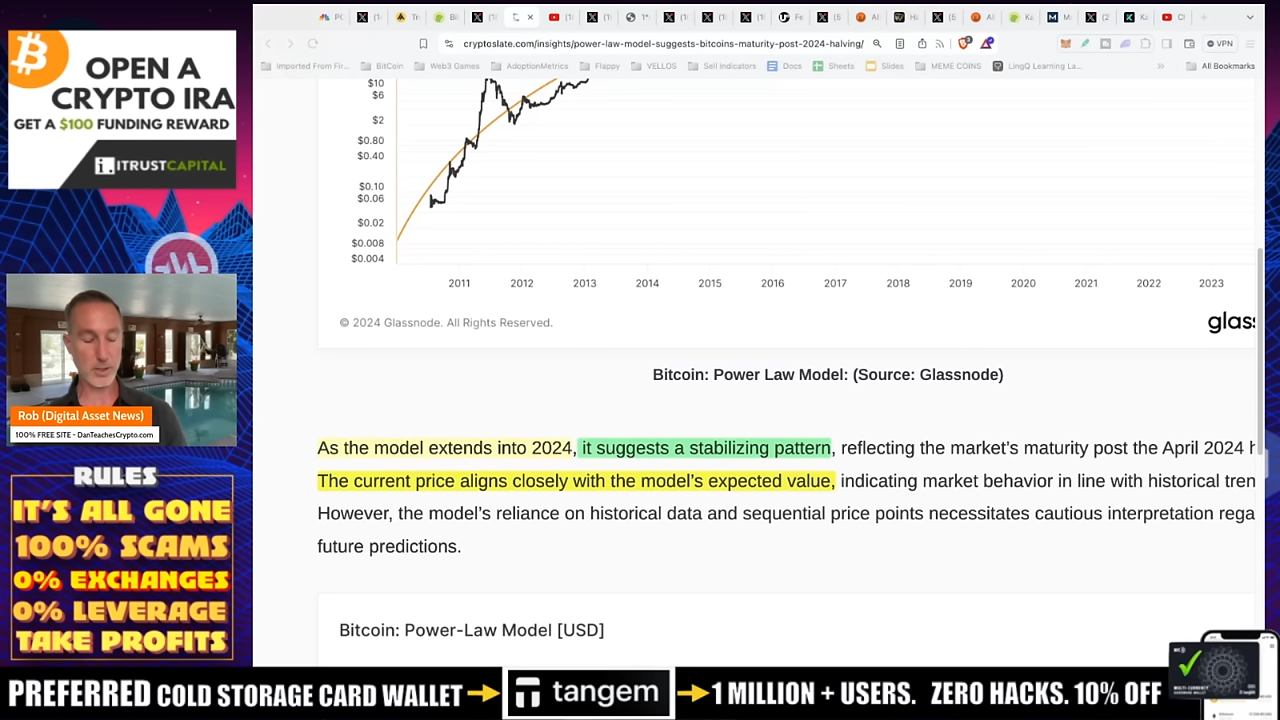 OPEN A
CRYPTO IRA
GET A $100 FUNDING REWARD
i. iTRUSTCAPITAL
Rob (Digital Asset News)
100% FREE SITE - DanTeachesCrypto.com
RULES
IT'S ALL GONE
100% SCAMS
0% EXCHANGES
0% LEVERAGE
TAKE PROFITS
cryptoslate.com/insights/power-law-model-suggests-bitcoins-maturity-post-2024-halving/
VPN
Imported From Fir... BitCoin Web3 Games AdoptionMetrics Flappy VELLOS Sell Indicators Docs Sheets Slides MEME COINS LingQ Learning La... All Bookmarks
$10
$6
$2
$0.80
$0.40
$0.10
$0.06
$0.02
$0.008
$0.004
2011 2012 2013 2014 2015 2016 2017 2018 2019 2020 2021 2022 2023
© 2024 Glassnode. All Rights Reserved.
glass
Bitcoin: Power Law Model: (Source: Glassnode)
As the model extends into 2024, it suggests a stabilizing pattern, reflecting the market's maturity post the April 2024 h
The current price aligns closely with the model's expected value, indicating market behavior in line with historical tren
However, the model's reliance on historical data and sequential price points necessitates cautious interpretation rega
future predictions.
Bitcoin: Power-Law Model [USD]
PREFERRED COLD STORAGE CARD WALLET tangem 1 MILLION + USERS. ZERO HACKS. 10% OFF